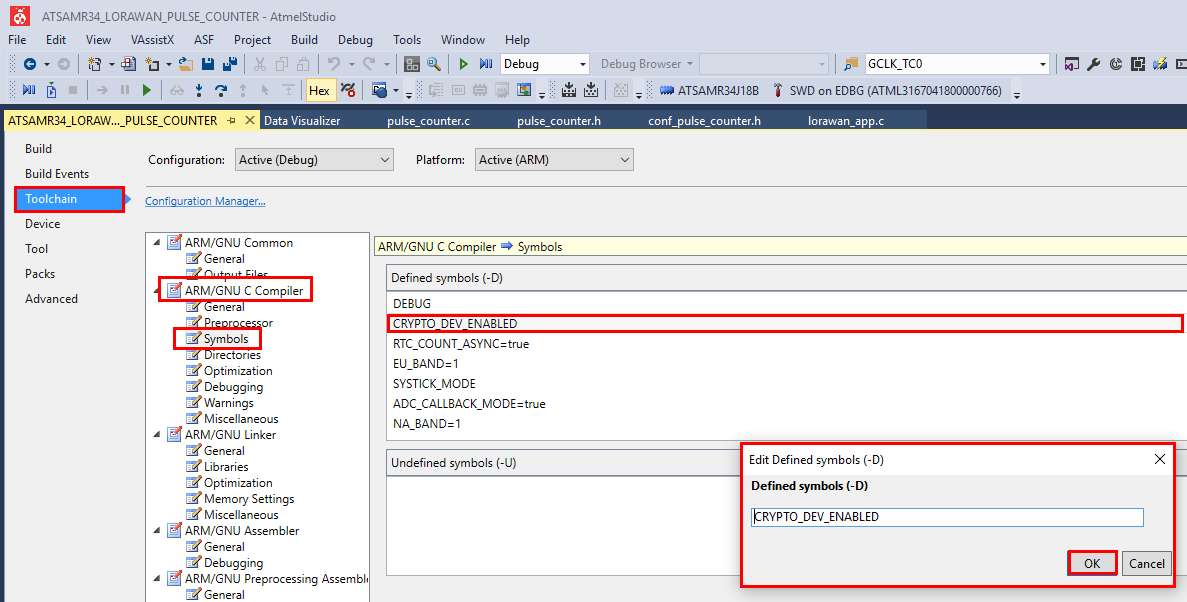 ATSAMR34_LORAWAN_PULSE_COUNTER - AtmelStudio
File Edit View VAssistX ASF Project Build Debug Tools Window Help
Debug Debug Browser GCLK_TC0
Hex ATSAMR34J18B SWD on EDBG (ATML3167041800000766)
ATSAMR34_LORAW..._PULSE_COUNTER Data Visualizer pulse_counter.c pulse_counter.h conf_pulse_counter.h lorawan_app.c
Build
Build Events
Toolchain
Device
Tool
Packs
Advanced
Configuration: Active (Debug) Platform: Active (ARM)
Configuration Manager...
ARM/GNU Common
General
Output Files
ARM/GNU C Compiler
General
Preprocessor
Symbols
Directories
Optimization
Debugging
Warnings
Miscellaneous
ARM/GNU Linker
General
Libraries
Optimization
Memory Settings
Miscellaneous
ARM/GNU Assembler
General
Debugging
ARM/GNU Preprocessing Assemble
General
ARM/GNU C Compiler Symbols
Defined symbols (-D)
DEBUG
CRYPTO_DEV_ENABLED
RTC_COUNT_ASYNC=true
EU_BAND=1
SYSTICK_MODE
ADC_CALLBACK_MODE=true
NA_BAND=1
Undefined symbols (-U)
Edit Defined symbols (-D)
Defined symbols (-D)
CRYPTO_DEV_ENABLED
OK Cancel